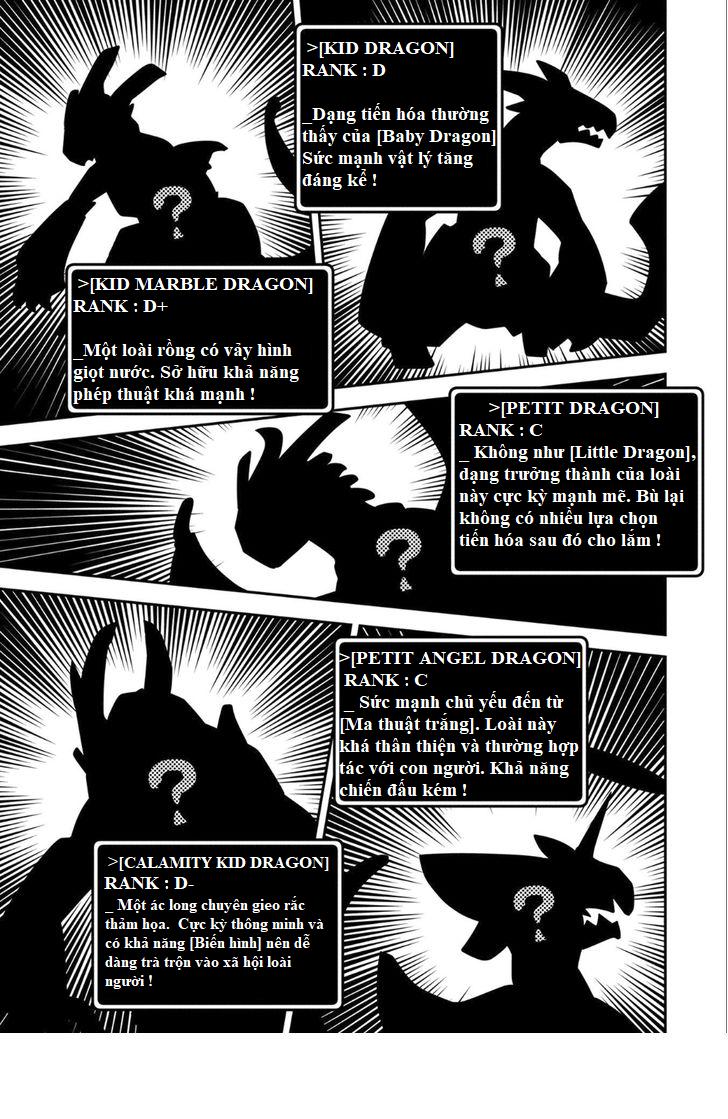 >[KID DRAGON]
RANK : D
_Dạng tiến hóa thường
thấy của [Baby Dragon]
Sức mạnh vật lý tăng
đáng kể !
>[KID MARBLE DRAGON]
RANK : D+
_Một loài rồng có vảy hình
giọt nước. Sở hữu khả năng
phép thuật khá mạnh !
>[PETIT DRAGON]
RANK : C
_ Không như [Little Dragon],
dạng trưởng thành của loài
này cực kỳ mạnh mẽ. Bù lại
không có nhiều lựa chọn
tiến hóa sau đó cho lắm !
>[PETIT ANGEL DRAGON]
RANK : C
_ Sức mạnh chủ yếu đến từ
[Ma thuật trắng]. Loài này
khá thân thiện và thường hợp
tác với con người. Khả năng
chiến đấu kém !
>[CALAMITY KID DRAGON]
RANK : D-
_ Một ác long chuyên gieo rắc
thảm họa. Cực kỳ thông minh và
có khả năng [Biến hình] nên dễ
dàng trà trộn vào xã hội loài
người !
? 
?
?
?
?